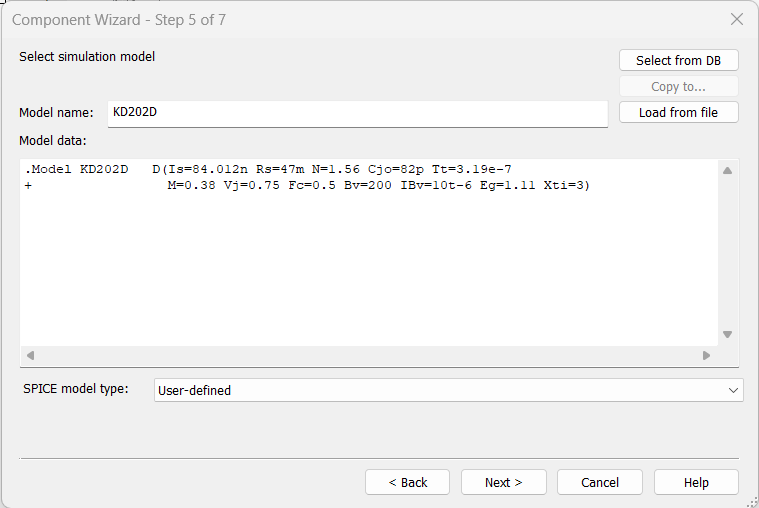 Component Wizard - Step 5 of 7
Select simulation model
Select from DB
Copy to...
Model name: KD202D
Load from file
Model data:
.Model KD202D D(Is=84.012n Rs=47m N=1.56 Cjo=82p Tt=3.19e-7
+ M=0.38 Vj=0.75 Fc=0.5 Bv=200 IBv=10t-6 Eg=1.11 Xti=3)
SPICE model type: User-defined
< Back Next > Cancel Help